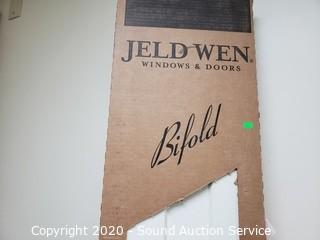 JELD-WEN®
WINDOWS & DOORS
Bifold
Copyright 2020 - Sound Auction Service